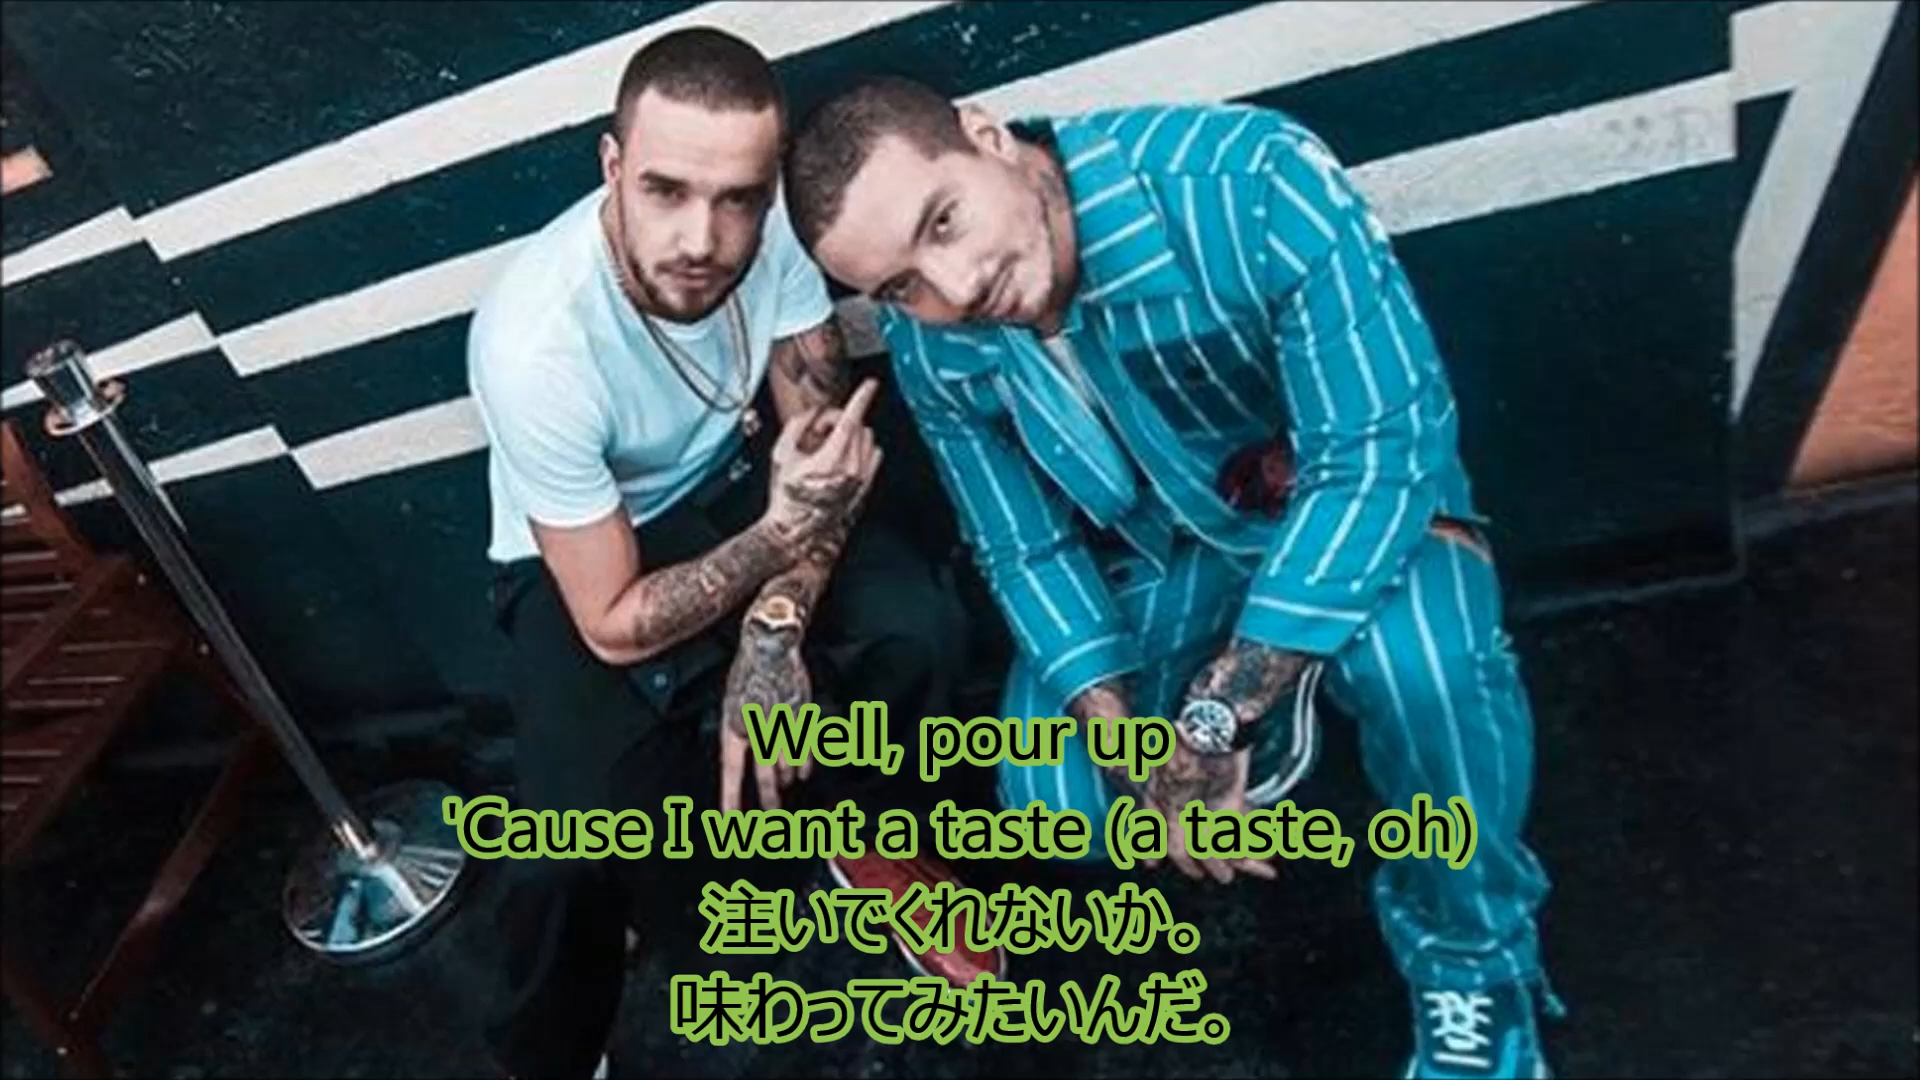 Well, pour up
'Cause I want a taste (a taste, oh)
注いでくれないか。
味わってみたいんだ。